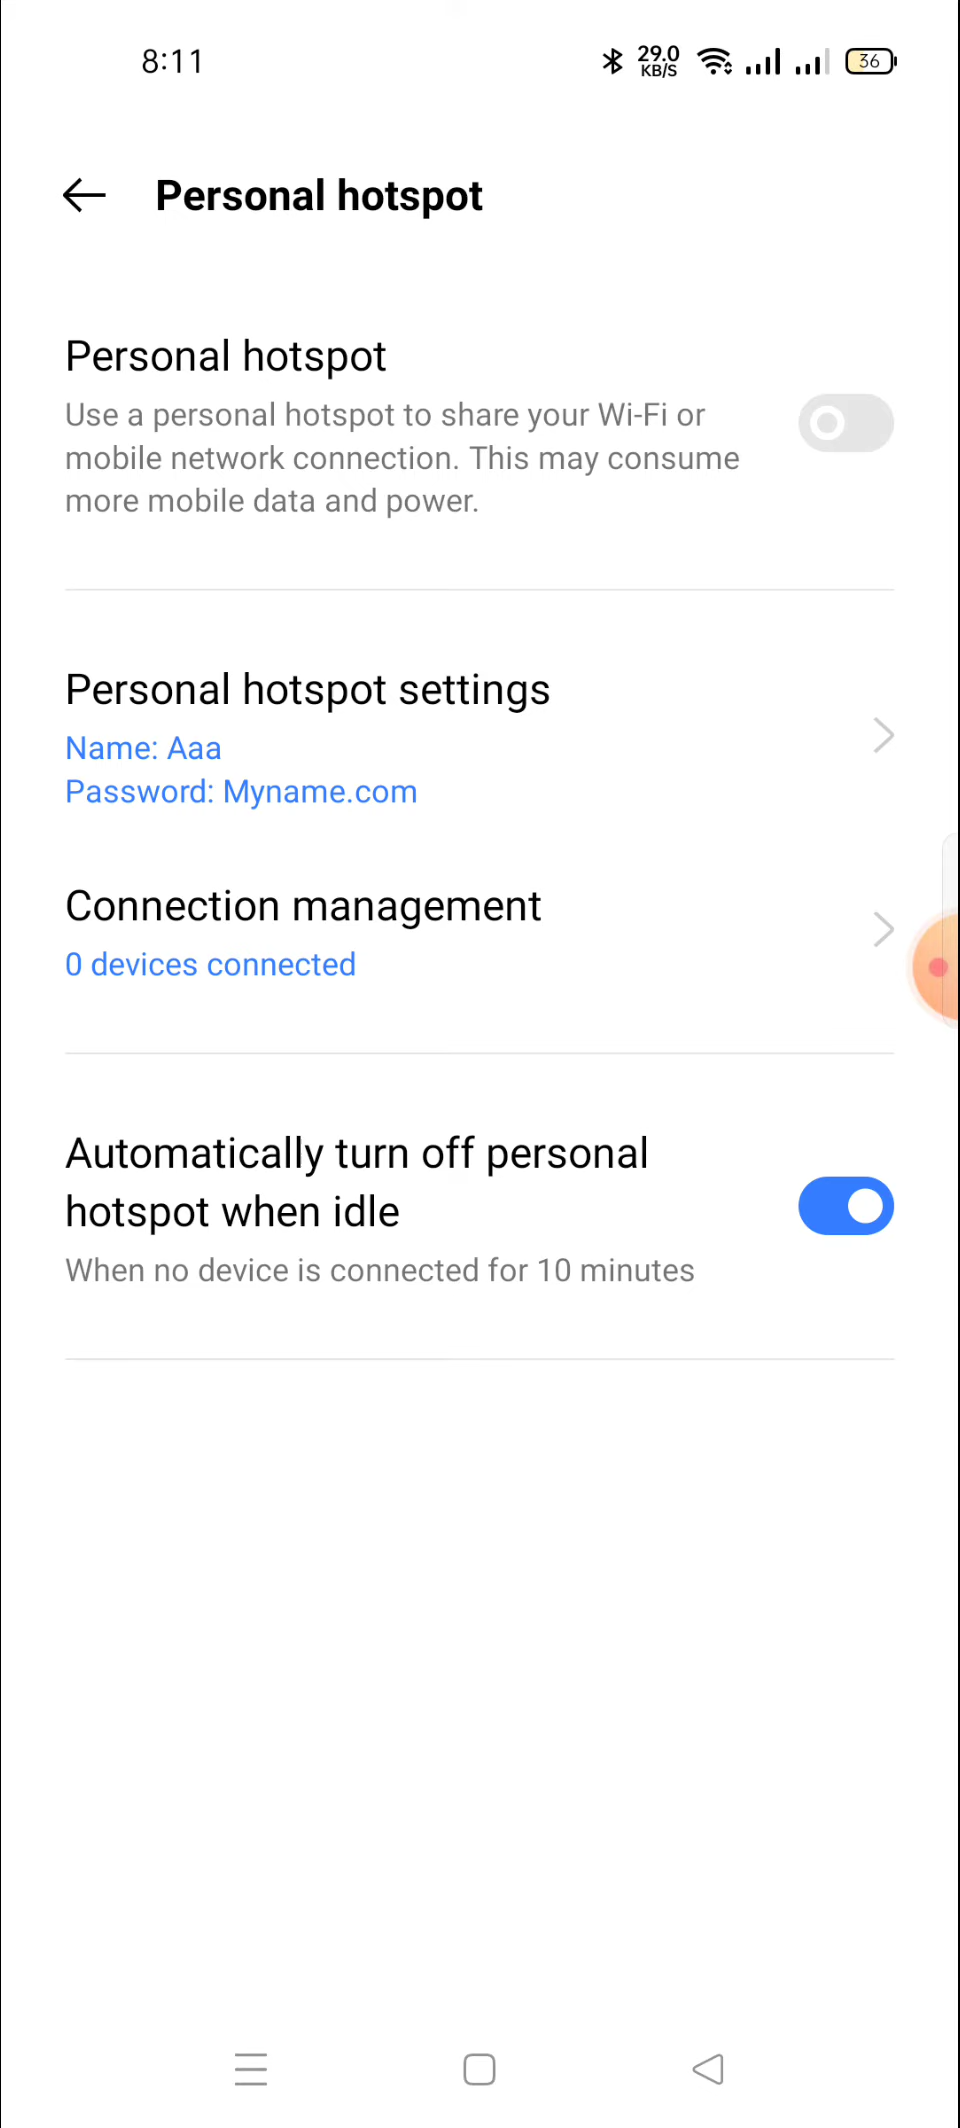 8:11
29.0
KB/S
36
Personal hotspot
Personal hotspot
Use a personal hotspot to share your Wi-Fi or
mobile network connection. This may consume
more mobile data and power.
Personal hotspot settings
Name: Aaa
Password: Myname.com
Connection management
0 devices connected
Automatically turn off personal
hotspot when idle
When no device is connected for 10 minutes